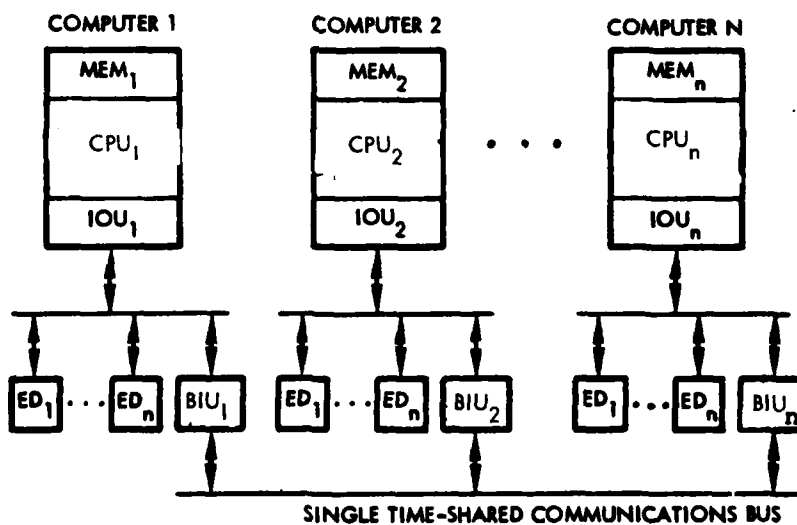 COMPUTER 1 COMPUTER 2 COMPUTER N
MEM1 MEM2 MEMn
CPU1 CPU2 . . . CPUn
IOU1 IOU2 IOUn
ED1 ... EDn BIU1 ED1 ... EDn BIU2 ED1 ... EDn BIUn
SINGLE TIME-SHARED COMMUNICATIONS BUS